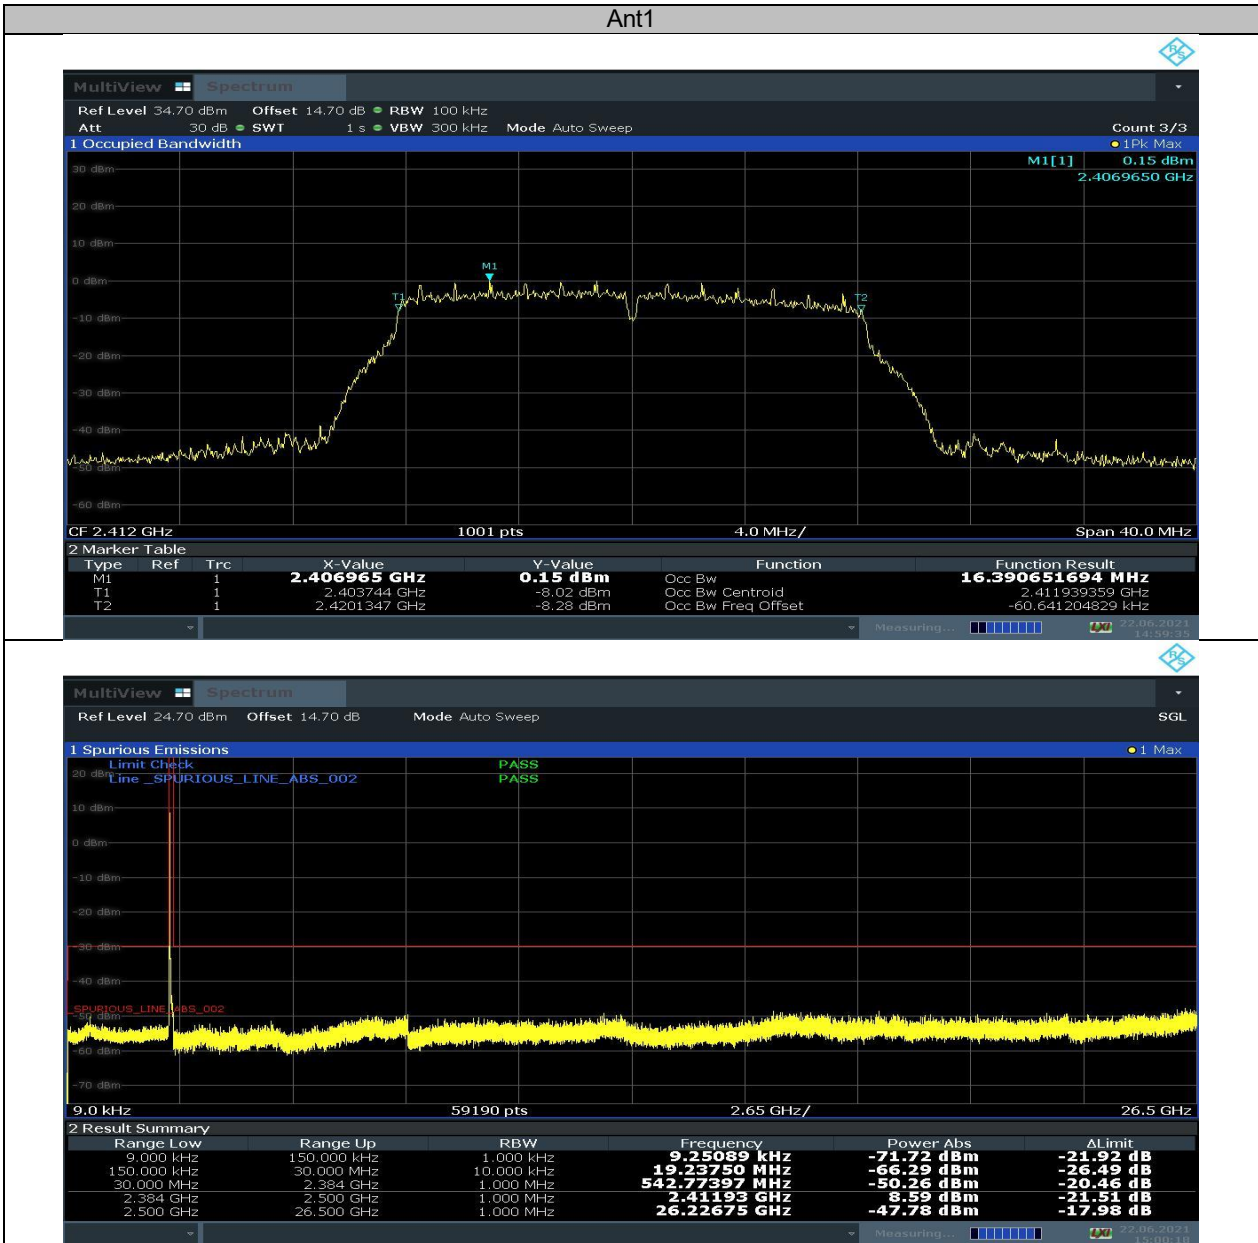 Ant1
R&S
MultiView Spectrum
Ref Level 34.70 dBm Offset 14.70 dB RBW 100 kHz
Att 30 dB SWT 1 s VBW 300 kHz Mode Auto Sweep Count 3/3
1 Occupied Bandwidth 1Pk Max
M1[1] 0.15 dBm
2.4069650 GHz
30 dBm
20 dBm
10 dBm
M1
0 dBm
T1 T2
-10 dBm
-20 dBm
-30 dBm
-40 dBm
-50 dBm
-60 dBm
CF 2.412 GHz 1001 pts 4.0 MHz/ Span 40.0 MHz
2 Marker Table
Type Ref Trc X-Value Y-Value Function Function Result
M1 1 2.406965 GHz 0.15 dBm Occ Bw 16.390651694 MHz
T1 1 2.403744 GHz -8.02 dBm Occ Bw Centroid 2.411939359 GHz
T2 1 2.4201347 GHz -8.28 dBm Occ Bw Freq Offset -60.641204829 kHz
Measuring... LXI 22.06.2021
14:59:35
R&S
MultiView Spectrum
Ref Level 24.70 dBm Offset 14.70 dB Mode Auto Sweep SGL
1 Spurious Emissions 1 Max
Limit Check PASS
20 dBm
Line _SPURIOUS_LINE_ABS_002 PASS
10 dBm
0 dBm
-10 dBm
-20 dBm
-30 dBm
-40 dBm
_SPURIOUS_LINE_ABS_002
-50 dBm
-60 dBm
-70 dBm
9.0 kHz 59190 pts 2.65 GHz/ 26.5 GHz
2 Result Summary
Range Low Range Up RBW Frequency Power Abs ΔLimit
9.000 kHz 150.000 kHz 1.000 kHz 9.25089 kHz -71.72 dBm -21.92 dB
150.000 kHz 30.000 MHz 10.000 kHz 19.23750 MHz -66.29 dBm -26.49 dB
30.000 MHz 2.384 GHz 1.000 MHz 542.77397 MHz -50.26 dBm -20.46 dB
2.384 GHz 2.500 GHz 1.000 MHz 2.41193 GHz 8.59 dBm -21.51 dB
2.500 GHz 26.500 GHz 1.000 MHz 26.22675 GHz -47.78 dBm -17.98 dB
Measuring... LXI 22.06.2021
15:00:18